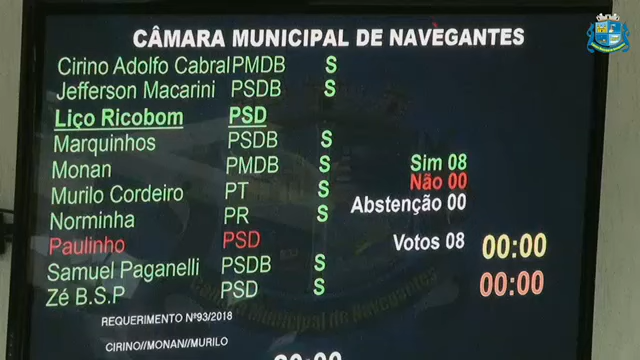 CÂMARA MUNICIPAL DE NAVEGANTES
Cirino Adolfo Cabral PMDB S
Jefferson Macarini PSDB S
Liço Ricobom PSD
Marquinhos PSDB S
Monan PMDB S Sim 08
Não 00
Murilo Cordeiro PT S Abstenção 00
Norminha PR S
Paulinho PSD Votos 08 00:00
Samuel Paganelli PSDB S
Zé B.S.P PSD S 00:00
REQUERIMENTO Nº93/2018
CIRINO//MONAN//MURILO